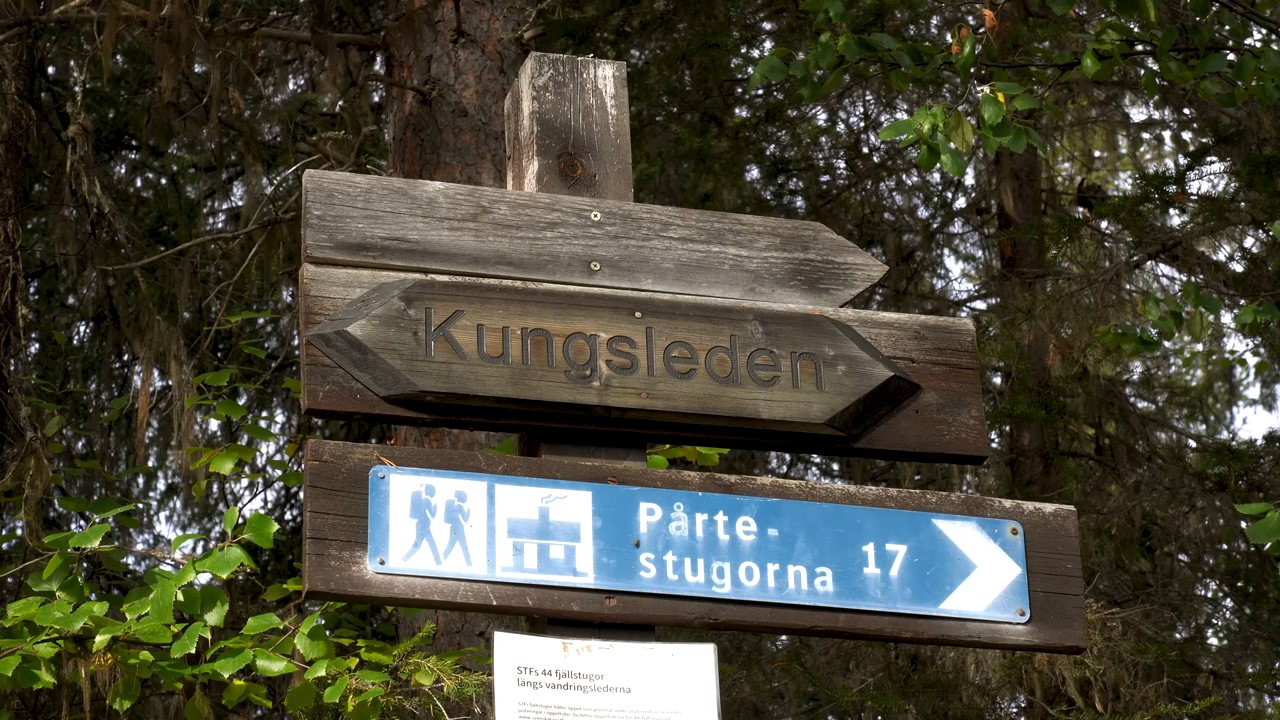 Kungsleden
Pårte-
stugorna
17
STFs 44 fjällstugor
längs vandringslederna